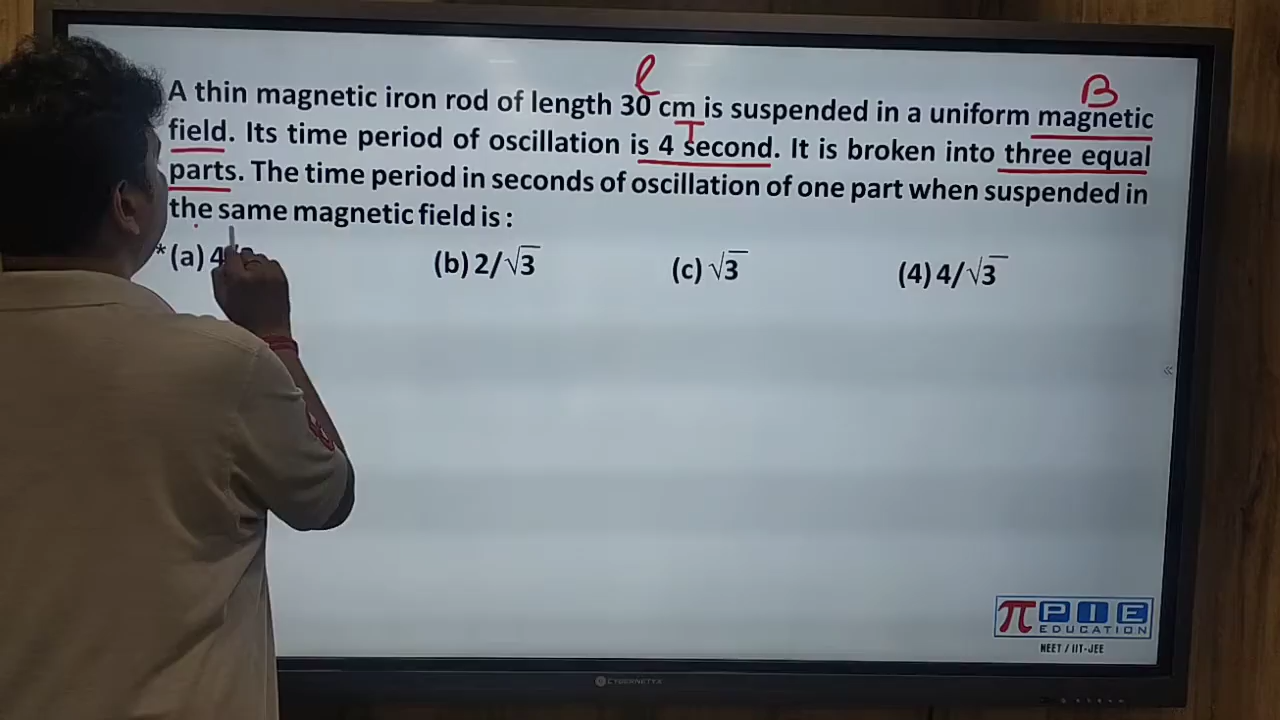 l
B
A thin magnetic iron rod of length 30 cm is suspended in a uniform magnetic
T
field. Its time period of oscillation is 4 second. It is broken into three equal
parts. The time period in seconds of oscillation of one part when suspended in
the same magnetic field is :
*(a) 4
(b) 2/√3
(c) √3
(4) 4/√3
«
π PIE
EDUCATION
NEET / IIT-JEE
CYBERNETYX